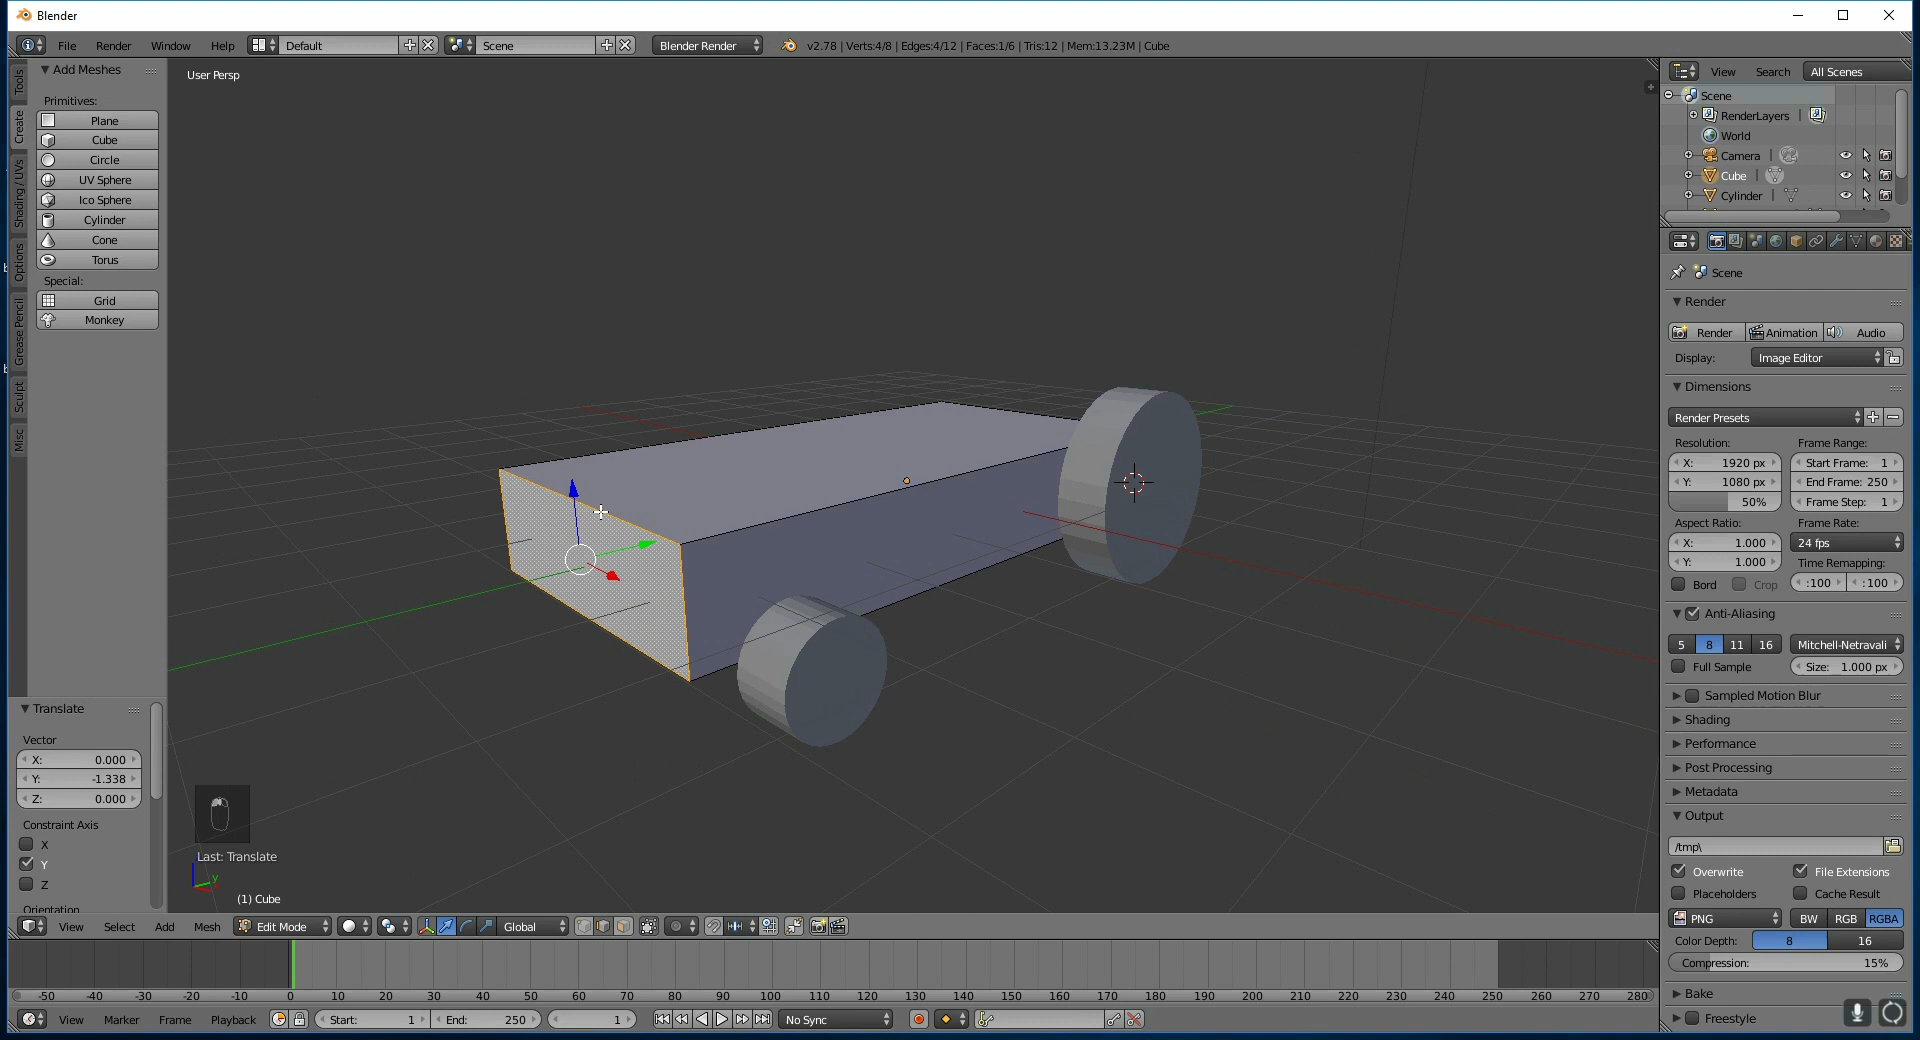 Blender
File Render Window Help Default Scene Blender Render v2.78 | Verts:4/8 | Edges:4/12 | Faces:1/6 | Tris:12 | Mem:13.23M | Cube
Tools
Create
Shading / UVs
Options
Grease Pencil
Sculpt
Misc
Add Meshes
Primitives:
Plane
Cube
Circle
UV Sphere
Ico Sphere
Cylinder
Cone
Torus
Special:
Grid
Monkey
Translate
Vector
X: 0.000
Y: -1.338
Z: 0.000
Constraint Axis
X
Y
Z
Orientation
User Persp
Last: Translate
y
(1) Cube
View Select Add Mesh Edit Mode Global
-50 -40 -30 -20 -10 0 10 20 30 40 50 60 70 80 90 100 110 120 130 140 150 160 170 180 190 200 210 220 230 240 250 260 270 280
View Marker Frame Playback Start: 1 End: 250 1 No Sync
View Search All Scenes
Scene
RenderLayers |
World
Camera |
Cube |
Cylinder |
Scene
Render
Render Animation Audio
Display: Image Editor
Dimensions
Render Presets
Resolution: Frame Range:
X: 1920 px Start Frame: 1
Y: 1080 px End Frame: 250
50% Frame Step: 1
Aspect Ratio: Frame Rate:
X: 1.000 24 fps
Y: 1.000 Time Remapping:
Bord Crop :100 :100
Anti-Aliasing
5 8 11 16 Mitchell-Netravali
Full Sample Size: 1.000 px
Sampled Motion Blur
Shading
Performance
Post Processing
Metadata
Output
/tmp\
Overwrite File Extensions
Placeholders Cache Result
PNG BW RGB RGBA
Color Depth: 8 16
Compression: 15%
Bake
Freestyle